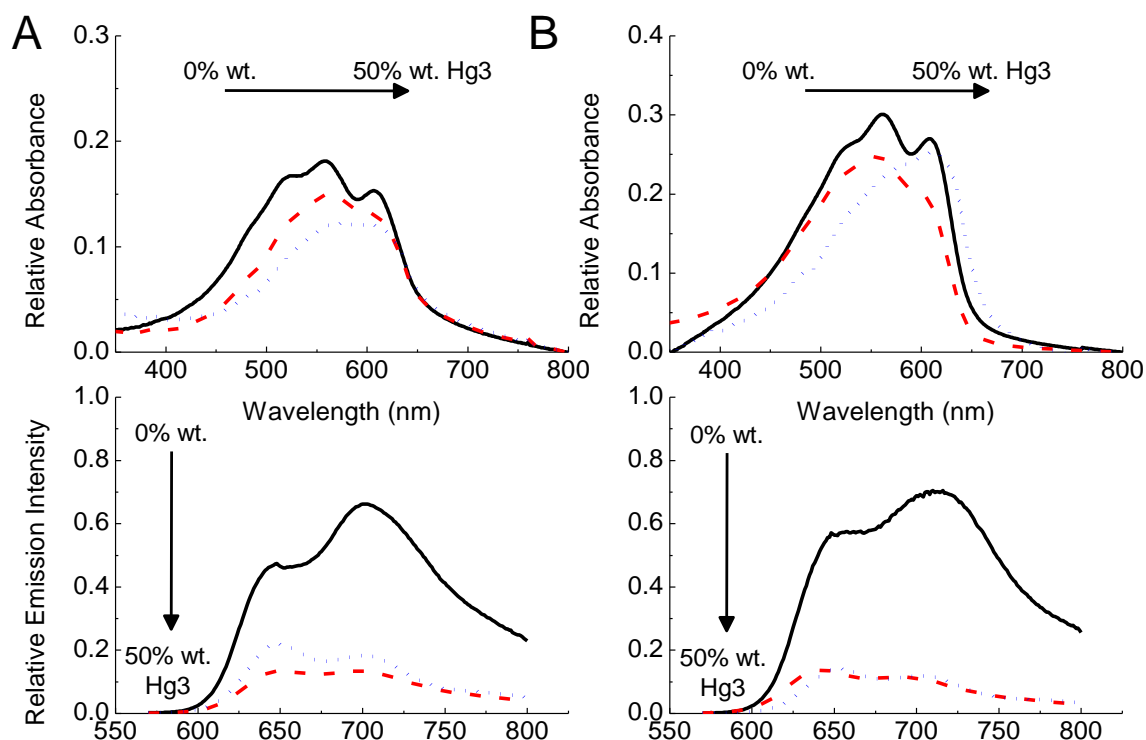 A
B
0.3
0.2
0.1
0.0
Relative Absorbance
0% wt.
50% wt. Hg3
400 500 600 700 800
Wavelength (nm)
0.4
0.3
0.2
0.1
0.0
Relative Absorbance
0% wt.
50% wt. Hg3
400 500 600 700 800
Wavelength (nm)
1.0
0.8
0.6
0.4
0.2
0.0
Relative Emission Intensity
0% wt.
50% wt.
Hg3
550 600 650 700 750 800
1.0
0.8
0.6
0.4
0.2
0.0
0% wt.
50% wt.
Hg3
550 600 650 700 750 800